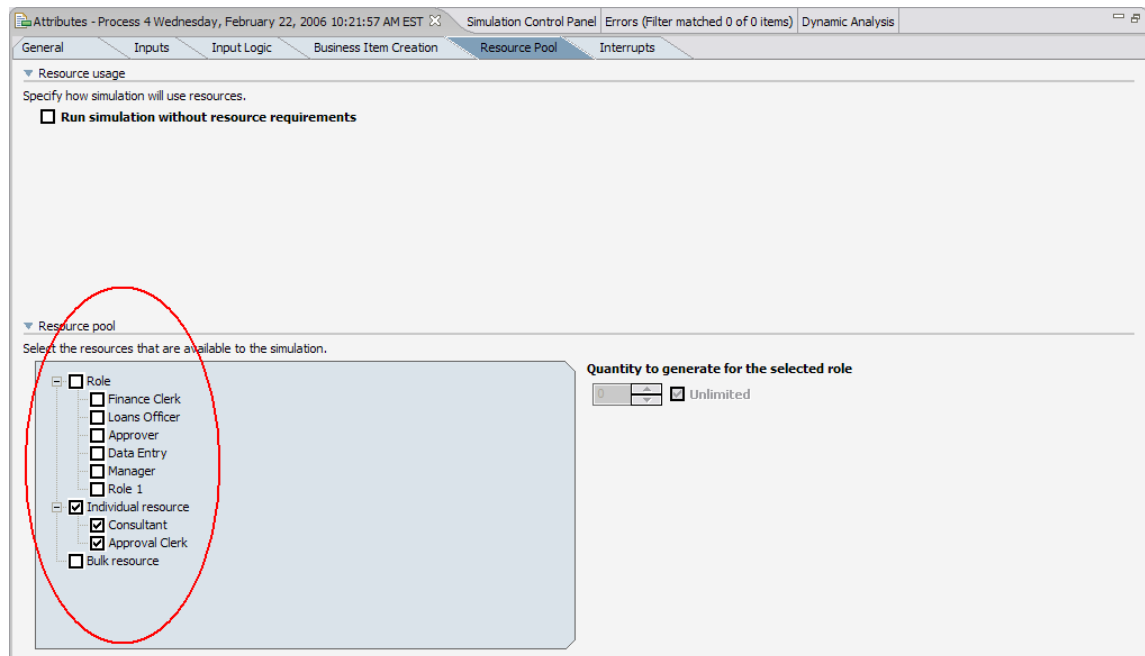 Attributes - Process 4 Wednesday, February 22, 2006 10:21:57 AM EST Simulation Control Panel Errors (Filter matched 0 of 0 items) Dynamic Analysis
General Inputs Input Logic Business Item Creation Resource Pool Interrupts
Resource usage
Specify how simulation will use resources.
Run simulation without resource requirements
Resource pool
Select the resources that are available to the simulation.
Quantity to generate for the selected role
0 Unlimited
Role
Finance Clerk
Loans Officer
Approver
Data Entry
Manager
Role 1
Individual resource
Consultant
Approval Clerk
Bulk resource